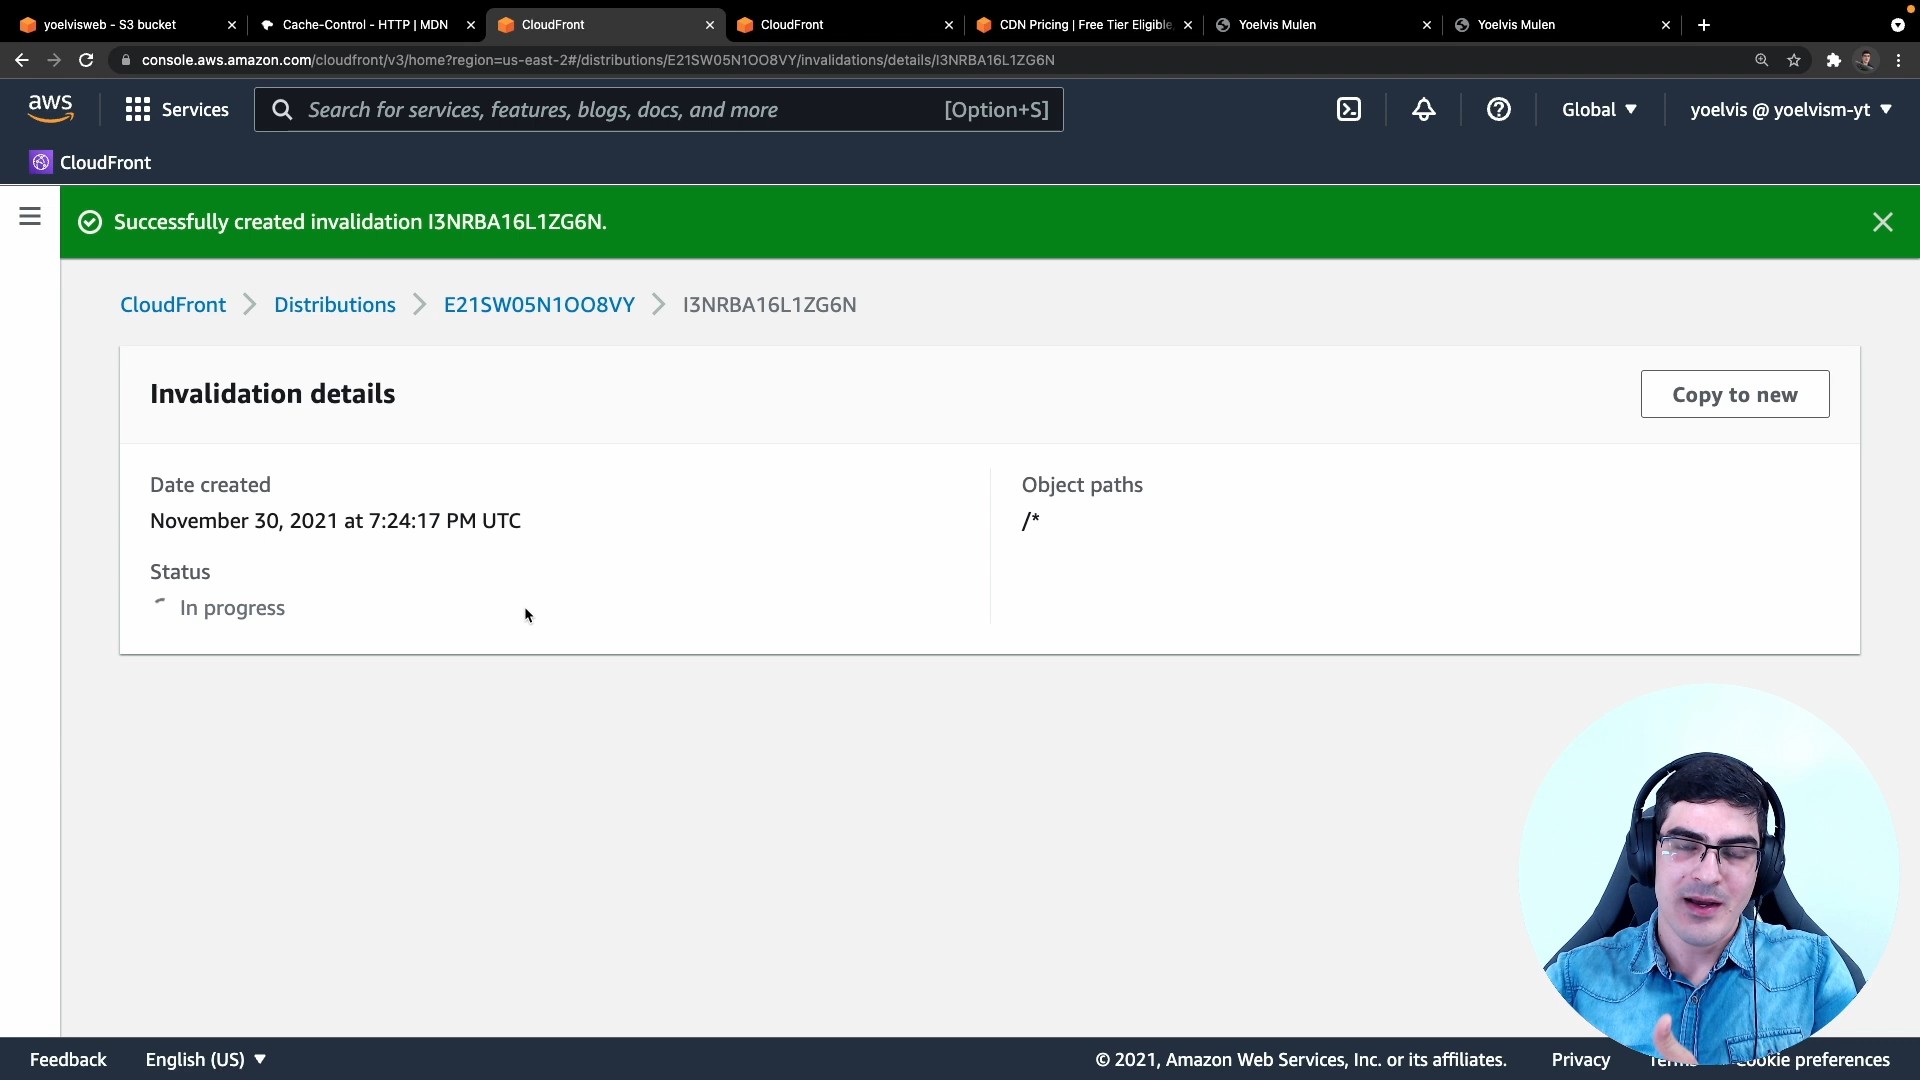 yoelvisweb - S3 bucket
Cache-Control - HTTP | MDN
CloudFront
CloudFront
CDN Pricing | Free Tier Eligible,
Yoelvis Mulen
Yoelvis Mulen
console.aws.amazon.com/cloudfront/v3/home?region=us-east-2#/distributions/E21SW05N1OO8VY/invalidations/details/I3NRBA16L1ZG6N
aws
Services
Search for services, features, blogs, docs, and more
[Option+S]
Global
yoelvis @ yoelvism-yt
CloudFront
Successfully created invalidation I3NRBA16L1ZG6N.
CloudFront
Distributions
E21SW05N1OO8VY
I3NRBA16L1ZG6N
Invalidation details
Copy to new
Date created
November 30, 2021 at 7:24:17 PM UTC
Object paths
/*
Status
In progress
Feedback
English (US)
© 2021, Amazon Web Services, Inc. or its affiliates.
Privacy
Terms
Cookie preferences